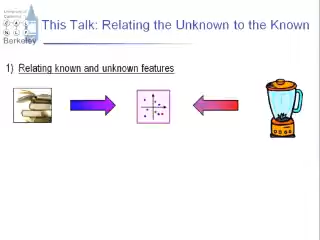 This Talk: Relating the Unknown to the Known
Berkeley
1) Relating known and unknown features